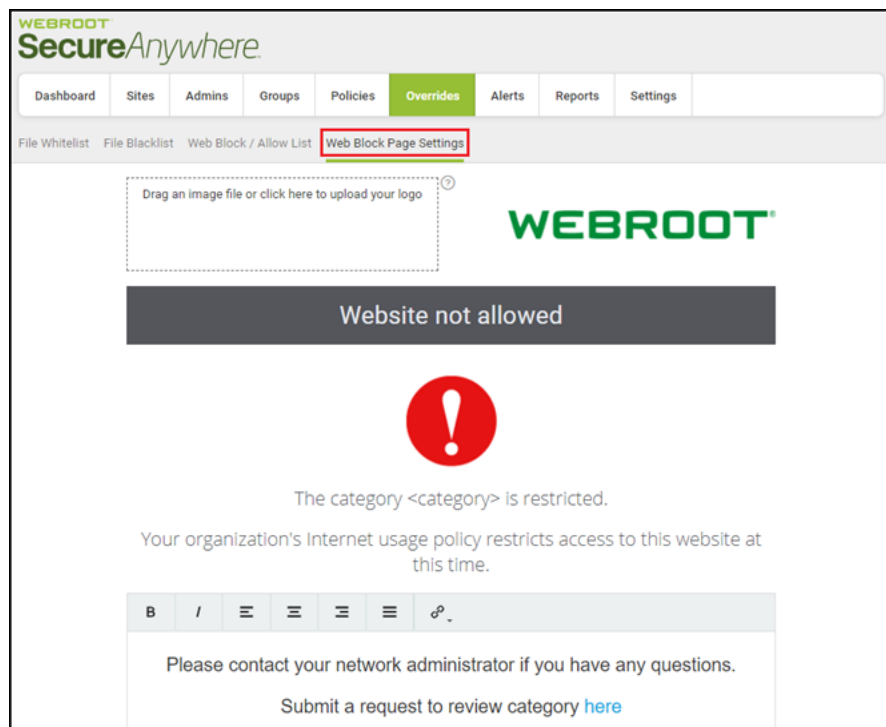 WEBROOT
SecureAnywhere.
Dashboard Sites Admins Groups Policies Overrides Alerts Reports Settings
File Whitelist File Blacklist Web Block / Allow List Web Block Page Settings
Drag an image file or click here to upload your logo ?
WEBROOT®
Website not allowed
!
The category <category> is restricted.
Your organization's Internet usage policy restricts access to this website at
this time.
B I
Please contact your network administrator if you have any questions.
Submit a request to review category here